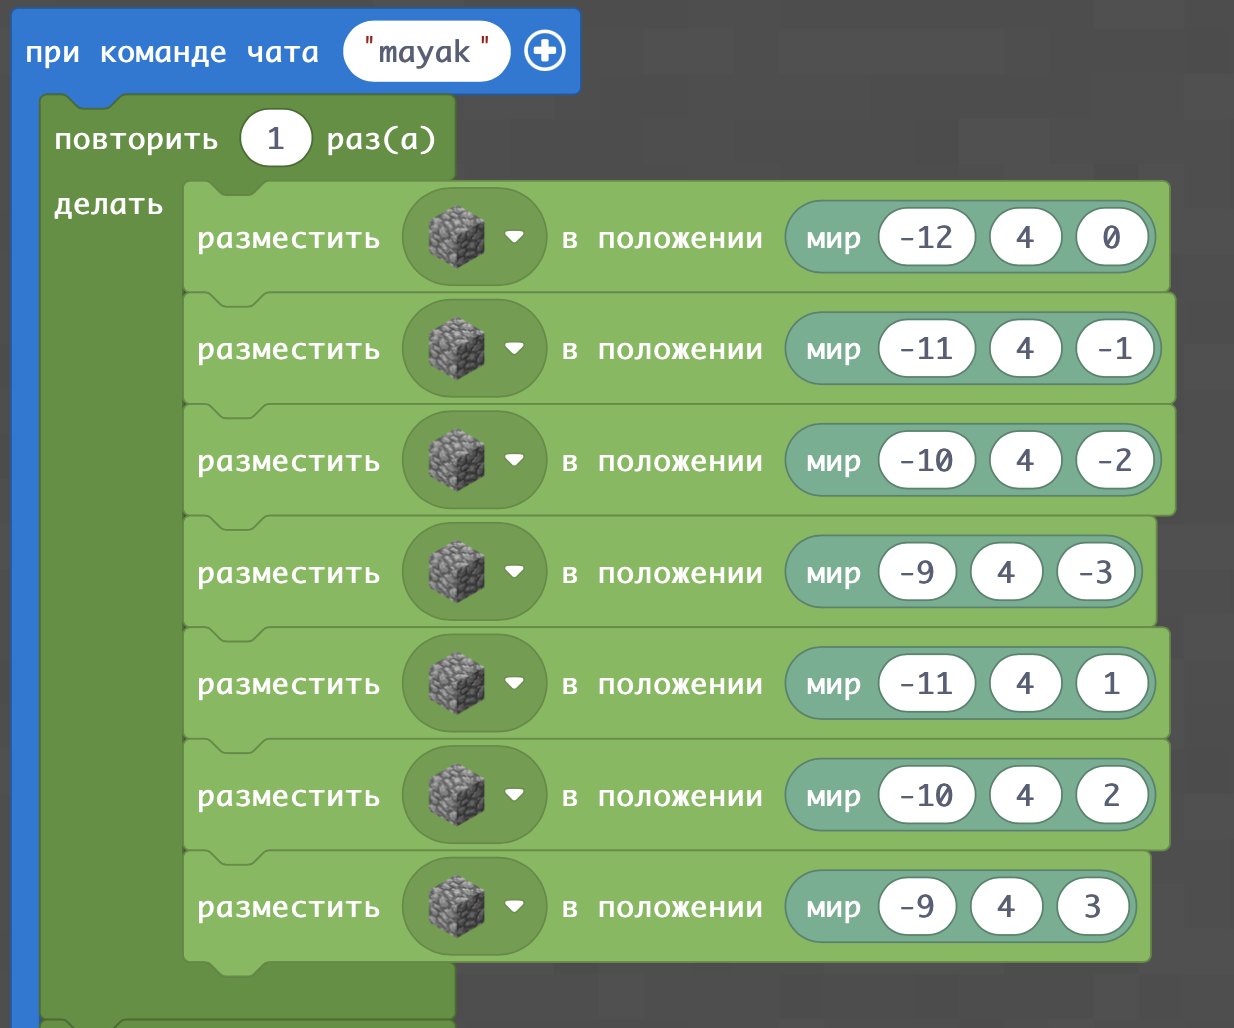 при команде чата "mayak"
повторить 1 раз(а)
делать
разместить в положении мир -12 4 0
разместить в положении мир -11 4 -1
разместить в положении мир -10 4 -2
разместить в положении мир -9 4 -3
разместить в положении мир -11 4 1
разместить в положении мир -10 4 2
разместить в положении мир -9 4 3